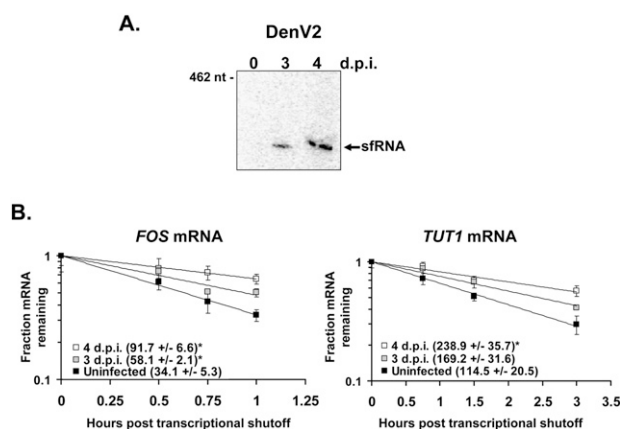 A.
DenV2
0 3 4 d.p.i.
462 nt -
sfRNA
B.
FOS mRNA
Fraction mRNA remaining
1
0.1
4 d.p.i. (91.7 +/- 6.6)*
3 d.p.i. (58.1 +/- 2.1)*
Uninfected (34.1 +/- 5.3)
0 0.25 0.5 0.75 1 1.25
Hours post transcriptional shutoff
TUT1 mRNA
Fraction mRNA remaining
1
0.1
4 d.p.i. (238.9 +/- 35.7)*
3 d.p.i. (169.2 +/- 31.6)
Uninfected (114.5 +/- 20.5)
0 0.5 1 1.5 2 2.5 3 3.5
Hours post transcriptional shutoff